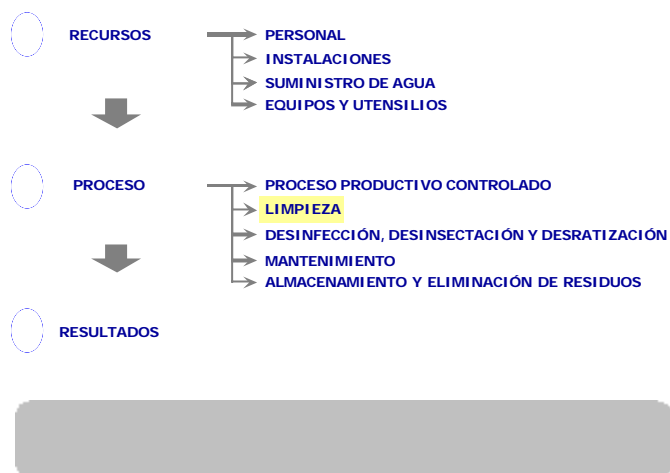 RECURSOS
PERSONAL
INSTALACIONES
SUMINISTRO DE AGUA
EQUIPOS Y UTENSILIOS
PROCESO
PROCESO PRODUCTIVO CONTROLADO
LIMPIEZA
DESINFECCIÓN, DESINSECTACIÓN Y DESRATIZACIÓN
MANTENIMIENTO
ALMACENAMIENTO Y ELIMINACIÓN DE RESIDUOS
RESULTADOS